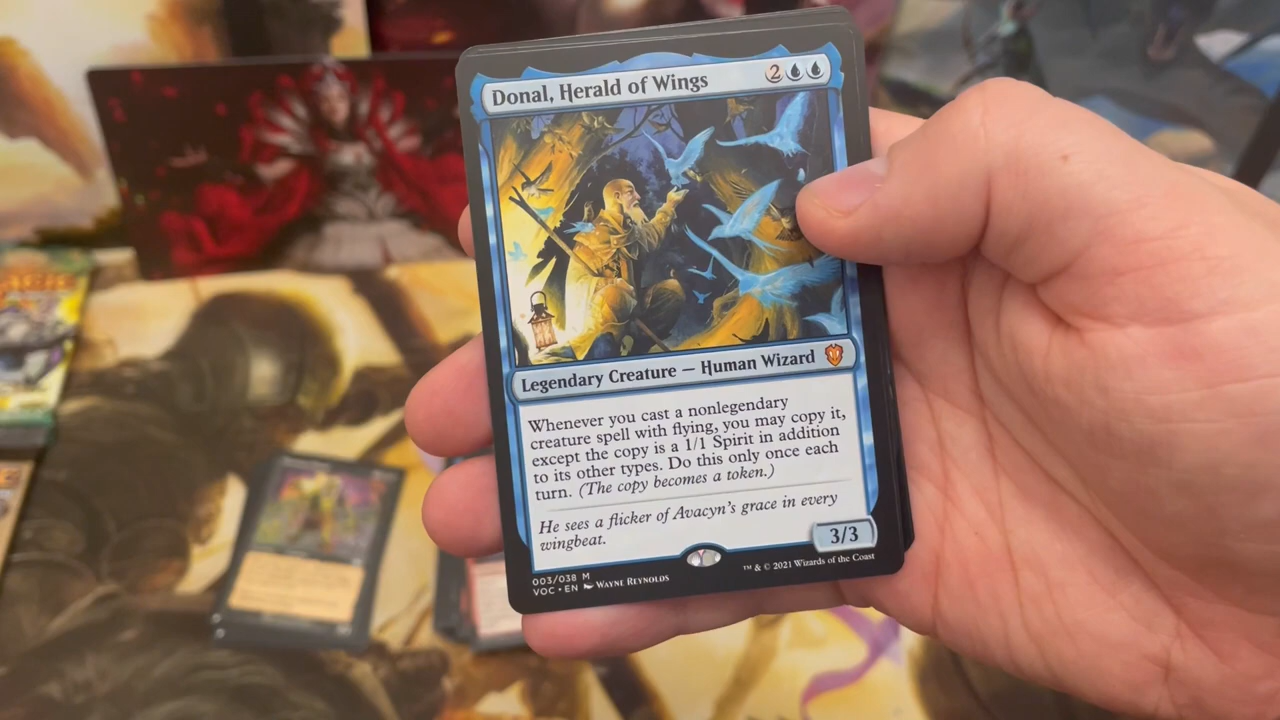 Donal, Herald of Wings 2
Legendary Creature — Human Wizard
Whenever you cast a nonlegendary
creature spell with flying, you may copy it,
except the copy is a 1/1 Spirit in addition
to its other types. Do this only once each
turn. (The copy becomes a token.)
He sees a flicker of Avacyn's grace in every
wingbeat.
3/3
003/038 M
VOC • EN Wayne Reynolds
™ & © 2021 Wizards of the Coast